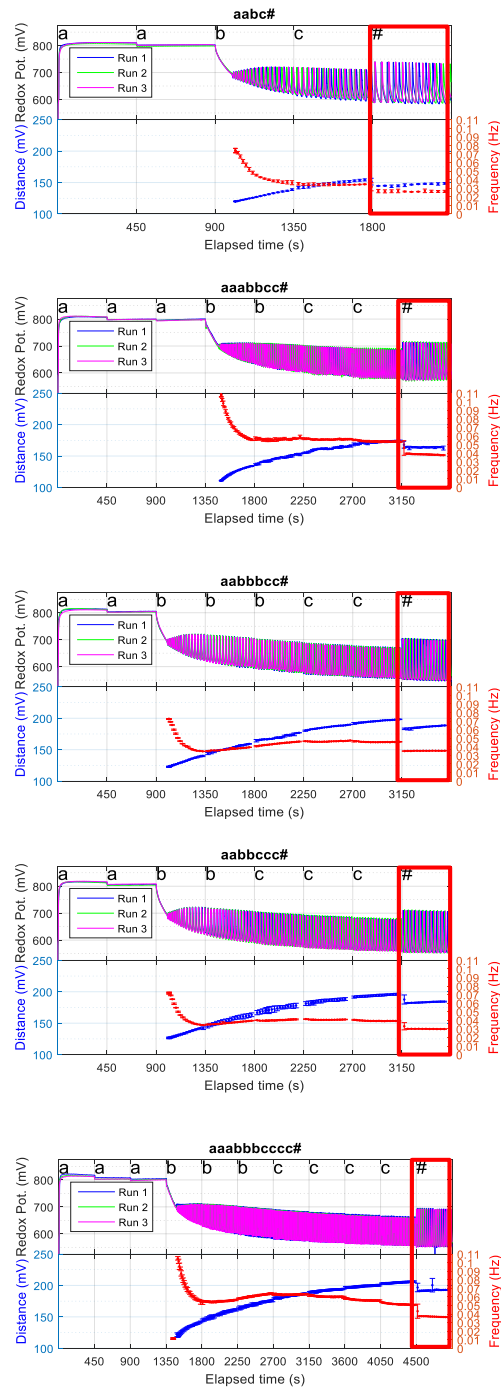 aabc#
a a b c #
Redox Pot. (mV)
800
700
600
Run 1
Run 2
Run 3
Distance (mV)
200
150
100
Frequency (Hz)
0.11
0.1
0.09
0.08
0.07
0.06
0.05
0.04
0.03
0.02
0.01
0
450 900 1350 1800
Elapsed time (s)
aaabbcc#
a a a b b c c #
Redox Pot. (mV)
800
700
600
Run 1
Run 2
Run 3
Distance (mV)
250
200
150
100
Frequency (Hz)
0.11
0.1
0.09
0.08
0.07
0.06
0.05
0.04
0.03
0.02
0.01
0
450 900 1350 1800 2250 2700 3150
Elapsed time (s)
aabbbcc#
a a b b b c c #
Redox Pot. (mV)
800
700
600
Run 1
Run 2
Run 3
Distance (mV)
250
200
150
100
Frequency (Hz)
0.11
0.1
0.09
0.08
0.07
0.06
0.05
0.04
0.03
0.02
0.01
0
450 900 1350 1800 2250 2700 3150
Elapsed time (s)
aabbccc#
a a b b c c c #
Redox Pot. (mV)
800
700
600
Run 1
Run 2
Run 3
Distance (mV)
250
200
150
100
Frequency (Hz)
0.11
0.1
0.09
0.08
0.07
0.06
0.05
0.04
0.03
0.02
0.01
0
450 900 1350 1800 2250 2700 3150
Elapsed time (s)
aaabbbcccc#
a a a b b b c c c c #
Redox Pot. (mV)
800
700
600
Run 1
Run 2
Run 3
Distance (mV)
250
200
150
100
Frequency (Hz)
0.11
0.1
0.09
0.08
0.07
0.06
0.05
0.04
0.03
0.02
0.01
0
450 900 1350 1800 2250 2700 3150 3600 4050 4500
Elapsed time (s)